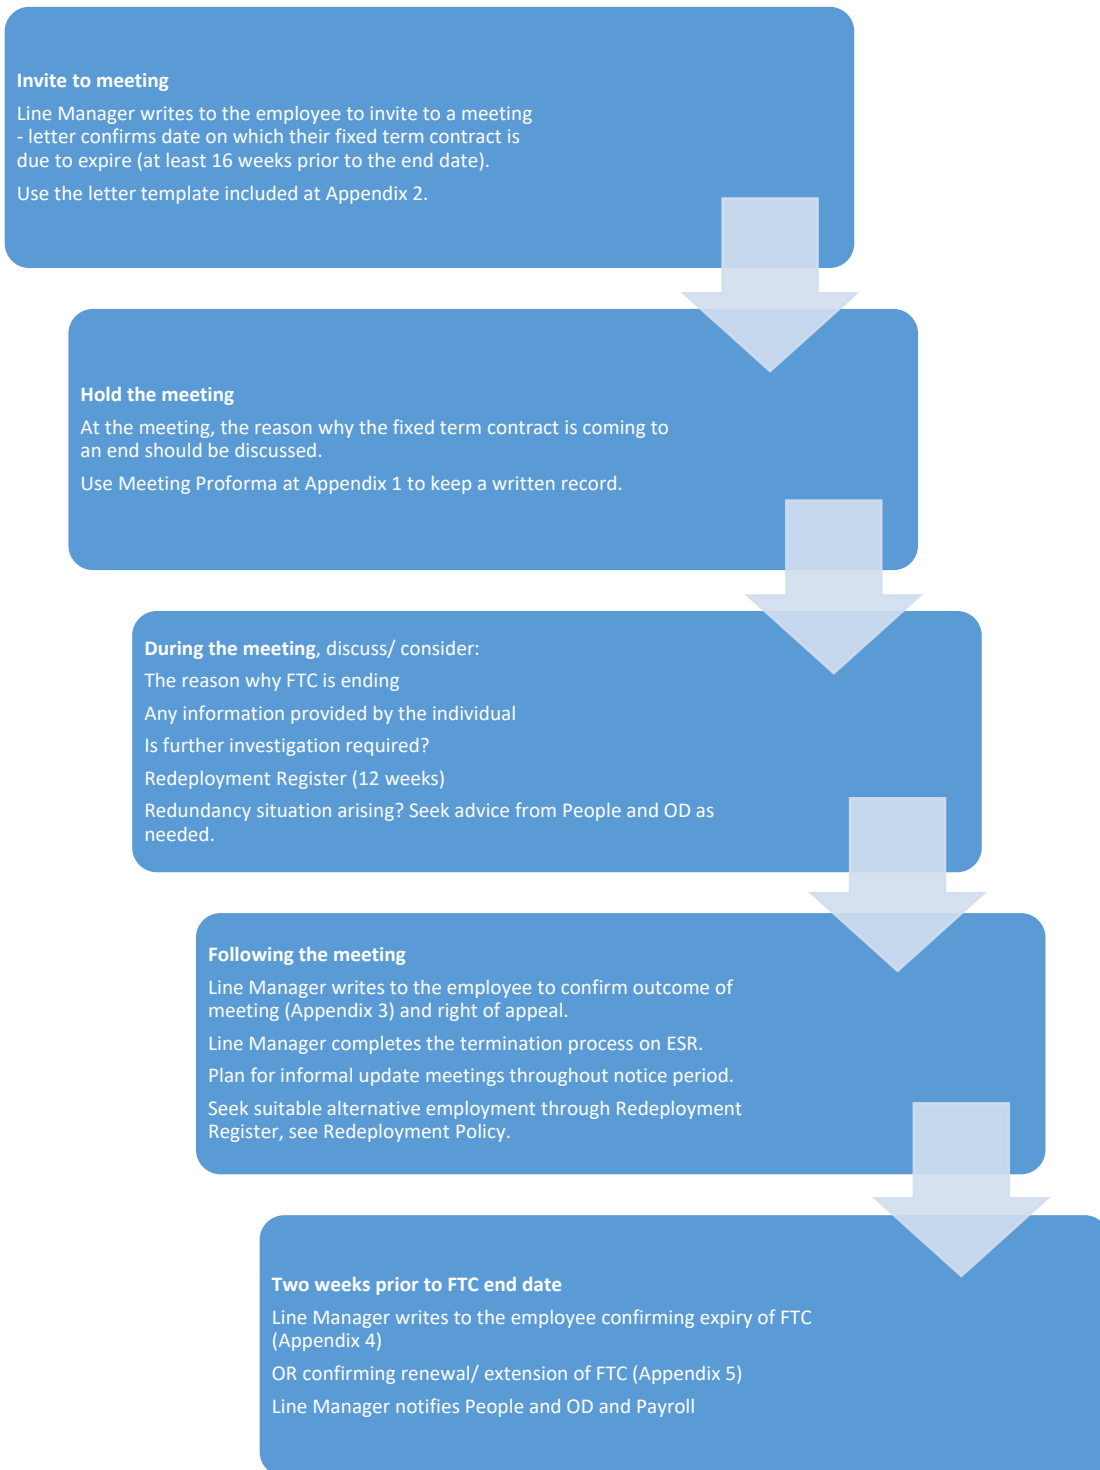 Invite to meeting
Line Manager writes to the employee to invite to a meeting
- letter confirms date on which their fixed term contract is
due to expire (at least 16 weeks prior to the end date).
Use the letter template included at Appendix 2.
Hold the meeting
At the meeting, the reason why the fixed term contract is coming to
an end should be discussed.
Use Meeting Proforma at Appendix 1 to keep a written record.
During the meeting, discuss/ consider:
The reason why FTC is ending
Any information provided by the individual
Is further investigation required?
Redeployment Register (12 weeks)
Redundancy situation arising? Seek advice from People and OD as
needed.
Following the meeting
Line Manager writes to the employee to confirm outcome of
meeting (Appendix 3) and right of appeal.
Line Manager completes the termination process on ESR.
Plan for informal update meetings throughout notice period.
Seek suitable alternative employment through Redeployment
Register, see Redeployment Policy.
Two weeks prior to FTC end date
Line Manager writes to the employee confirming expiry of FTC
(Appendix 4)
OR confirming renewal/ extension of FTC (Appendix 5)
Line Manager notifies People and OD and Payroll